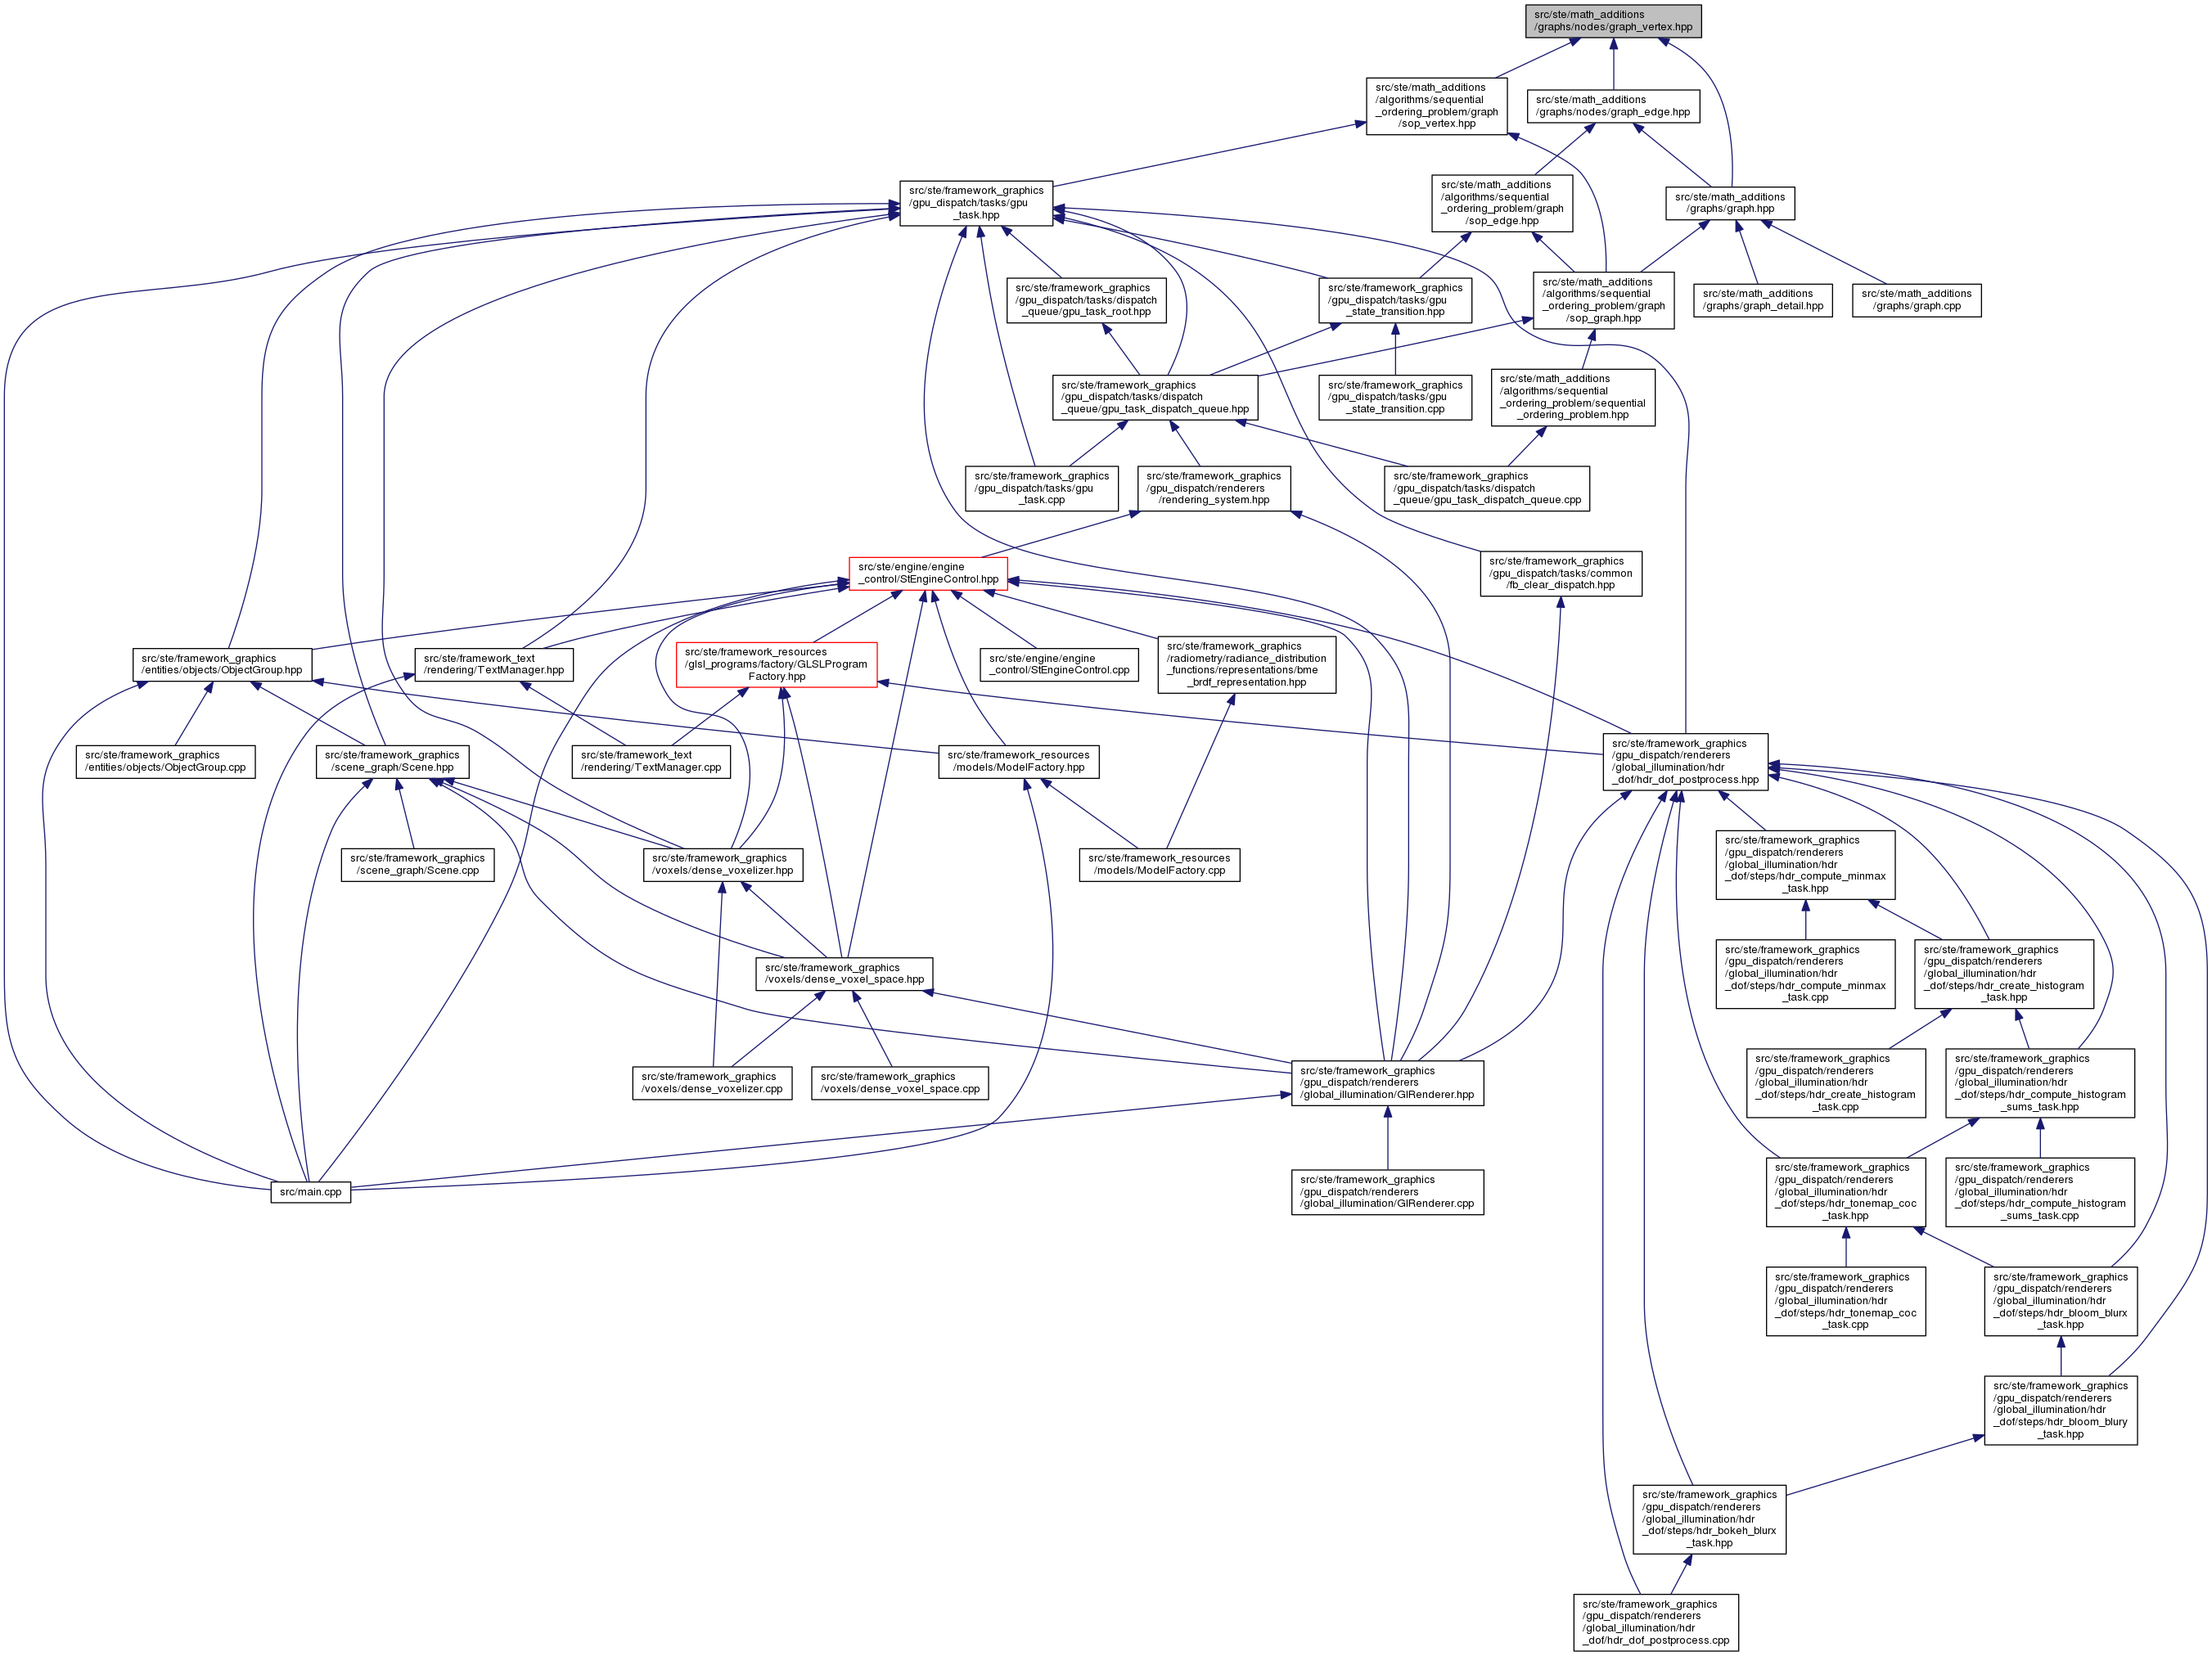 src/ste/math_additions
/graphs/nodes/graph_vertex.hpp
src/ste/math_additions
/algorithms/sequential
_ordering_problem/graph
/sop_vertex.hpp
src/ste/math_additions
/graphs/nodes/graph_edge.hpp
src/ste/framework_graphics
/gpu_dispatch/tasks/gpu
_task.hpp
src/ste/math_additions
/algorithms/sequential
_ordering_problem/graph
/sop_edge.hpp
src/ste/math_additions
/graphs/graph.hpp
src/ste/framework_graphics
/gpu_dispatch/tasks/dispatch
_queue/gpu_task_root.hpp
src/ste/framework_graphics
/gpu_dispatch/tasks/gpu
_state_transition.hpp
src/ste/math_additions
/algorithms/sequential
_ordering_problem/graph
/sop_graph.hpp
src/ste/math_additions
/graphs/graph_detail.hpp
src/ste/math_additions
/graphs/graph.cpp
src/ste/framework_graphics
/gpu_dispatch/tasks/dispatch
_queue/gpu_task_dispatch_queue.hpp
src/ste/framework_graphics
/gpu_dispatch/tasks/gpu
_state_transition.cpp
src/ste/math_additions
/algorithms/sequential
_ordering_problem/sequential
_ordering_problem.hpp
src/ste/framework_graphics
/gpu_dispatch/tasks/gpu
_task.cpp
src/ste/framework_graphics
/gpu_dispatch/renderers
/rendering_system.hpp
src/ste/framework_graphics
/gpu_dispatch/tasks/dispatch
_queue/gpu_task_dispatch_queue.cpp
src/ste/engine/engine
_control/StEngineControl.hpp
src/ste/framework_graphics
/gpu_dispatch/tasks/common
/fb_clear_dispatch.hpp
src/ste/framework_graphics
/entities/objects/ObjectGroup.hpp
src/ste/framework_text
/rendering/TextManager.hpp
src/ste/framework_resources
/glsl_programs/factory/GLSLProgram
Factory.hpp
src/ste/engine/engine
_control/StEngineControl.cpp
src/ste/framework_graphics
/radiometry/radiance_distribution
_functions/representations/bme
_brdf_representation.hpp
src/ste/framework_graphics
/entities/objects/ObjectGroup.cpp
src/ste/framework_graphics
/scene_graph/Scene.hpp
src/ste/framework_text
/rendering/TextManager.cpp
src/ste/framework_resources
/models/ModelFactory.hpp
src/ste/framework_graphics
/gpu_dispatch/renderers
/global_illumination/hdr
_dof/hdr_dof_postprocess.hpp
src/ste/framework_graphics
/scene_graph/Scene.cpp
src/ste/framework_graphics
/voxels/dense_voxelizer.hpp
src/ste/framework_resources
/models/ModelFactory.cpp
src/ste/framework_graphics
/gpu_dispatch/renderers
/global_illumination/hdr
_dof/steps/hdr_compute_minmax
_task.hpp
src/ste/framework_graphics
/voxels/dense_voxel_space.hpp
src/ste/framework_graphics
/gpu_dispatch/renderers
/global_illumination/hdr
_dof/steps/hdr_compute_minmax
_task.cpp
src/ste/framework_graphics
/gpu_dispatch/renderers
/global_illumination/hdr
_dof/steps/hdr_create_histogram
_task.hpp
src/ste/framework_graphics
/voxels/dense_voxelizer.cpp
src/ste/framework_graphics
/voxels/dense_voxel_space.cpp
src/ste/framework_graphics
/gpu_dispatch/renderers
/global_illumination/GIRenderer.hpp
src/ste/framework_graphics
/gpu_dispatch/renderers
/global_illumination/hdr
_dof/steps/hdr_create_histogram
_task.cpp
src/ste/framework_graphics
/gpu_dispatch/renderers
/global_illumination/hdr
_dof/steps/hdr_compute_histogram
_sums_task.hpp
src/main.cpp
src/ste/framework_graphics
/gpu_dispatch/renderers
/global_illumination/GIRenderer.cpp
src/ste/framework_graphics
/gpu_dispatch/renderers
/global_illumination/hdr
_dof/steps/hdr_tonemap_coc
_task.hpp
src/ste/framework_graphics
/gpu_dispatch/renderers
/global_illumination/hdr
_dof/steps/hdr_compute_histogram
_sums_task.cpp
src/ste/framework_graphics
/gpu_dispatch/renderers
/global_illumination/hdr
_dof/steps/hdr_tonemap_coc
_task.cpp
src/ste/framework_graphics
/gpu_dispatch/renderers
/global_illumination/hdr
_dof/steps/hdr_bloom_blurx
_task.hpp
src/ste/framework_graphics
/gpu_dispatch/renderers
/global_illumination/hdr
_dof/steps/hdr_bloom_blury
_task.hpp
src/ste/framework_graphics
/gpu_dispatch/renderers
/global_illumination/hdr
_dof/steps/hdr_bokeh_blurx
_task.hpp
src/ste/framework_graphics
/gpu_dispatch/renderers
/global_illumination/hdr
_dof/hdr_dof_postprocess.cpp